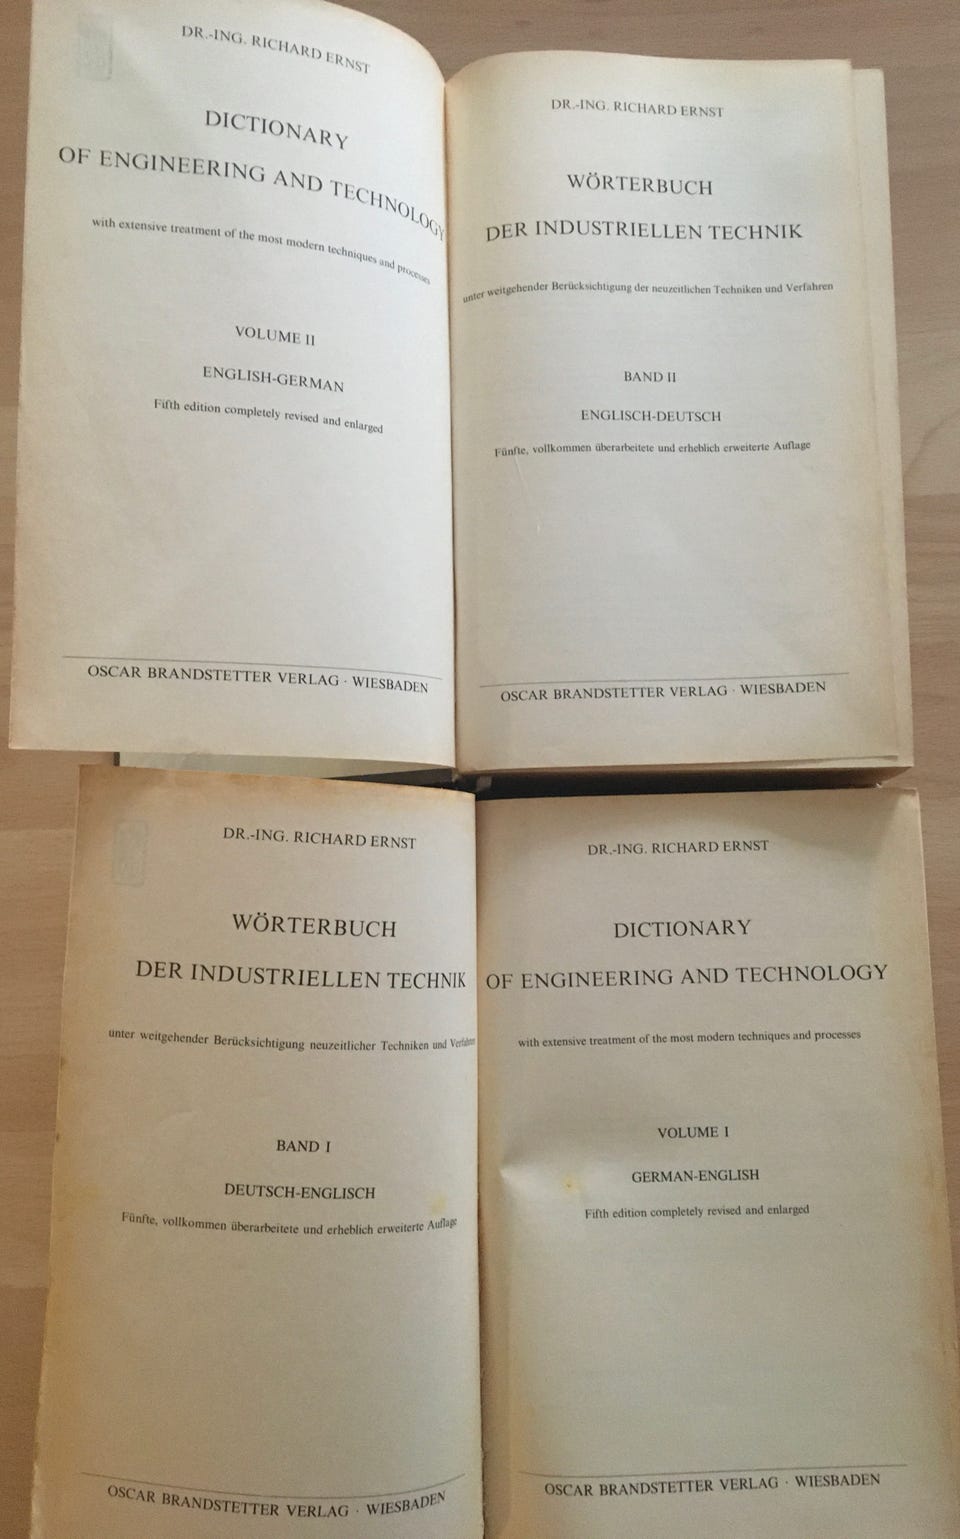 DR.-ING. RICHARD ERNST
DICTIONARY
OF ENGINEERING AND TECHNOLOGY
with extensive treatment of the most modern techniques and processes
VOLUME II
ENGLISH-GERMAN
Fifth edition completely revised and enlarged
OSCAR BRANDSTETTER VERLAG · WIESBADEN
DR.-ING. RICHARD ERNST
WÖRTERBUCH
DER INDUSTRIELLEN TECHNIK
unter weitgehender Berücksichtigung der neuzeitlichen Techniken und Verfahren
BAND II
ENGLISCH-DEUTSCH
Fünfte, vollkommen überarbeitete und erheblich erweiterte Auflage
OSCAR BRANDSTETTER VERLAG · WIESBADEN
DR.-ING. RICHARD ERNST
WÖRTERBUCH
DER INDUSTRIELLEN TECHNIK
unter weitgehender Berücksichtigung neuzeitlicher Techniken und Verfahren
BAND I
DEUTSCH-ENGLISCH
Fünfte, vollkommen überarbeitete und erheblich erweiterte Auflage
OSCAR BRANDSTETTER VERLAG · WIESBADEN
DR.-ING. RICHARD ERNST
DICTIONARY
OF ENGINEERING AND TECHNOLOGY
with extensive treatment of the most modern techniques and processes
VOLUME I
GERMAN-ENGLISH
Fifth edition completely revised and enlarged
OSCAR BRANDSTETTER VERLAG · WIESBADEN